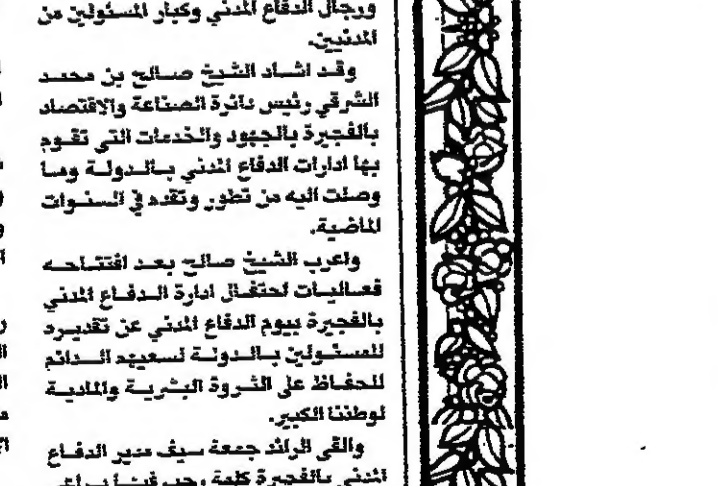 ورجال الدفاع المدني وكبار المسئولين من
المدنيين.
وقد اشاد الشيخ صالح بن محمد
الشرقي رئيس دائرة الصناعة والاقتصاد
بالفجيرة بالجهود والخدمات التي تقوم
بها ادارات الدفاع المدني بالدولة وما
وصلت اليه من تطور وتقدم في السنوات
الماضية.
واعرب الشيخ صالح بعد افتتاحه
فعاليات احتفال ادارة الدفاع المدني
بالفجيرة بيوم الدفاع المدني عن تقديره
للمسئولين بالدولة لسعيهم الدائم
للحفاظ على الثروة البشرية والمادية
لوطننا الكبير.
والقى الرائد جمعة سيف مدير الدفاع
المدني بالفجيرة كلمة رحب فيها